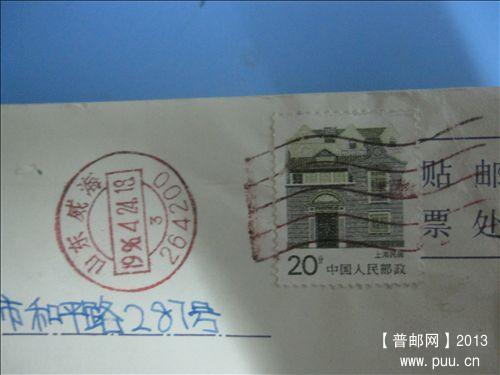 山东威海
1996.4.24.18
3
264200
上海民居
20分
中国人民邮政
贴 邮
票 处
市和平路287号
【普邮网】2013
www.puu.cn